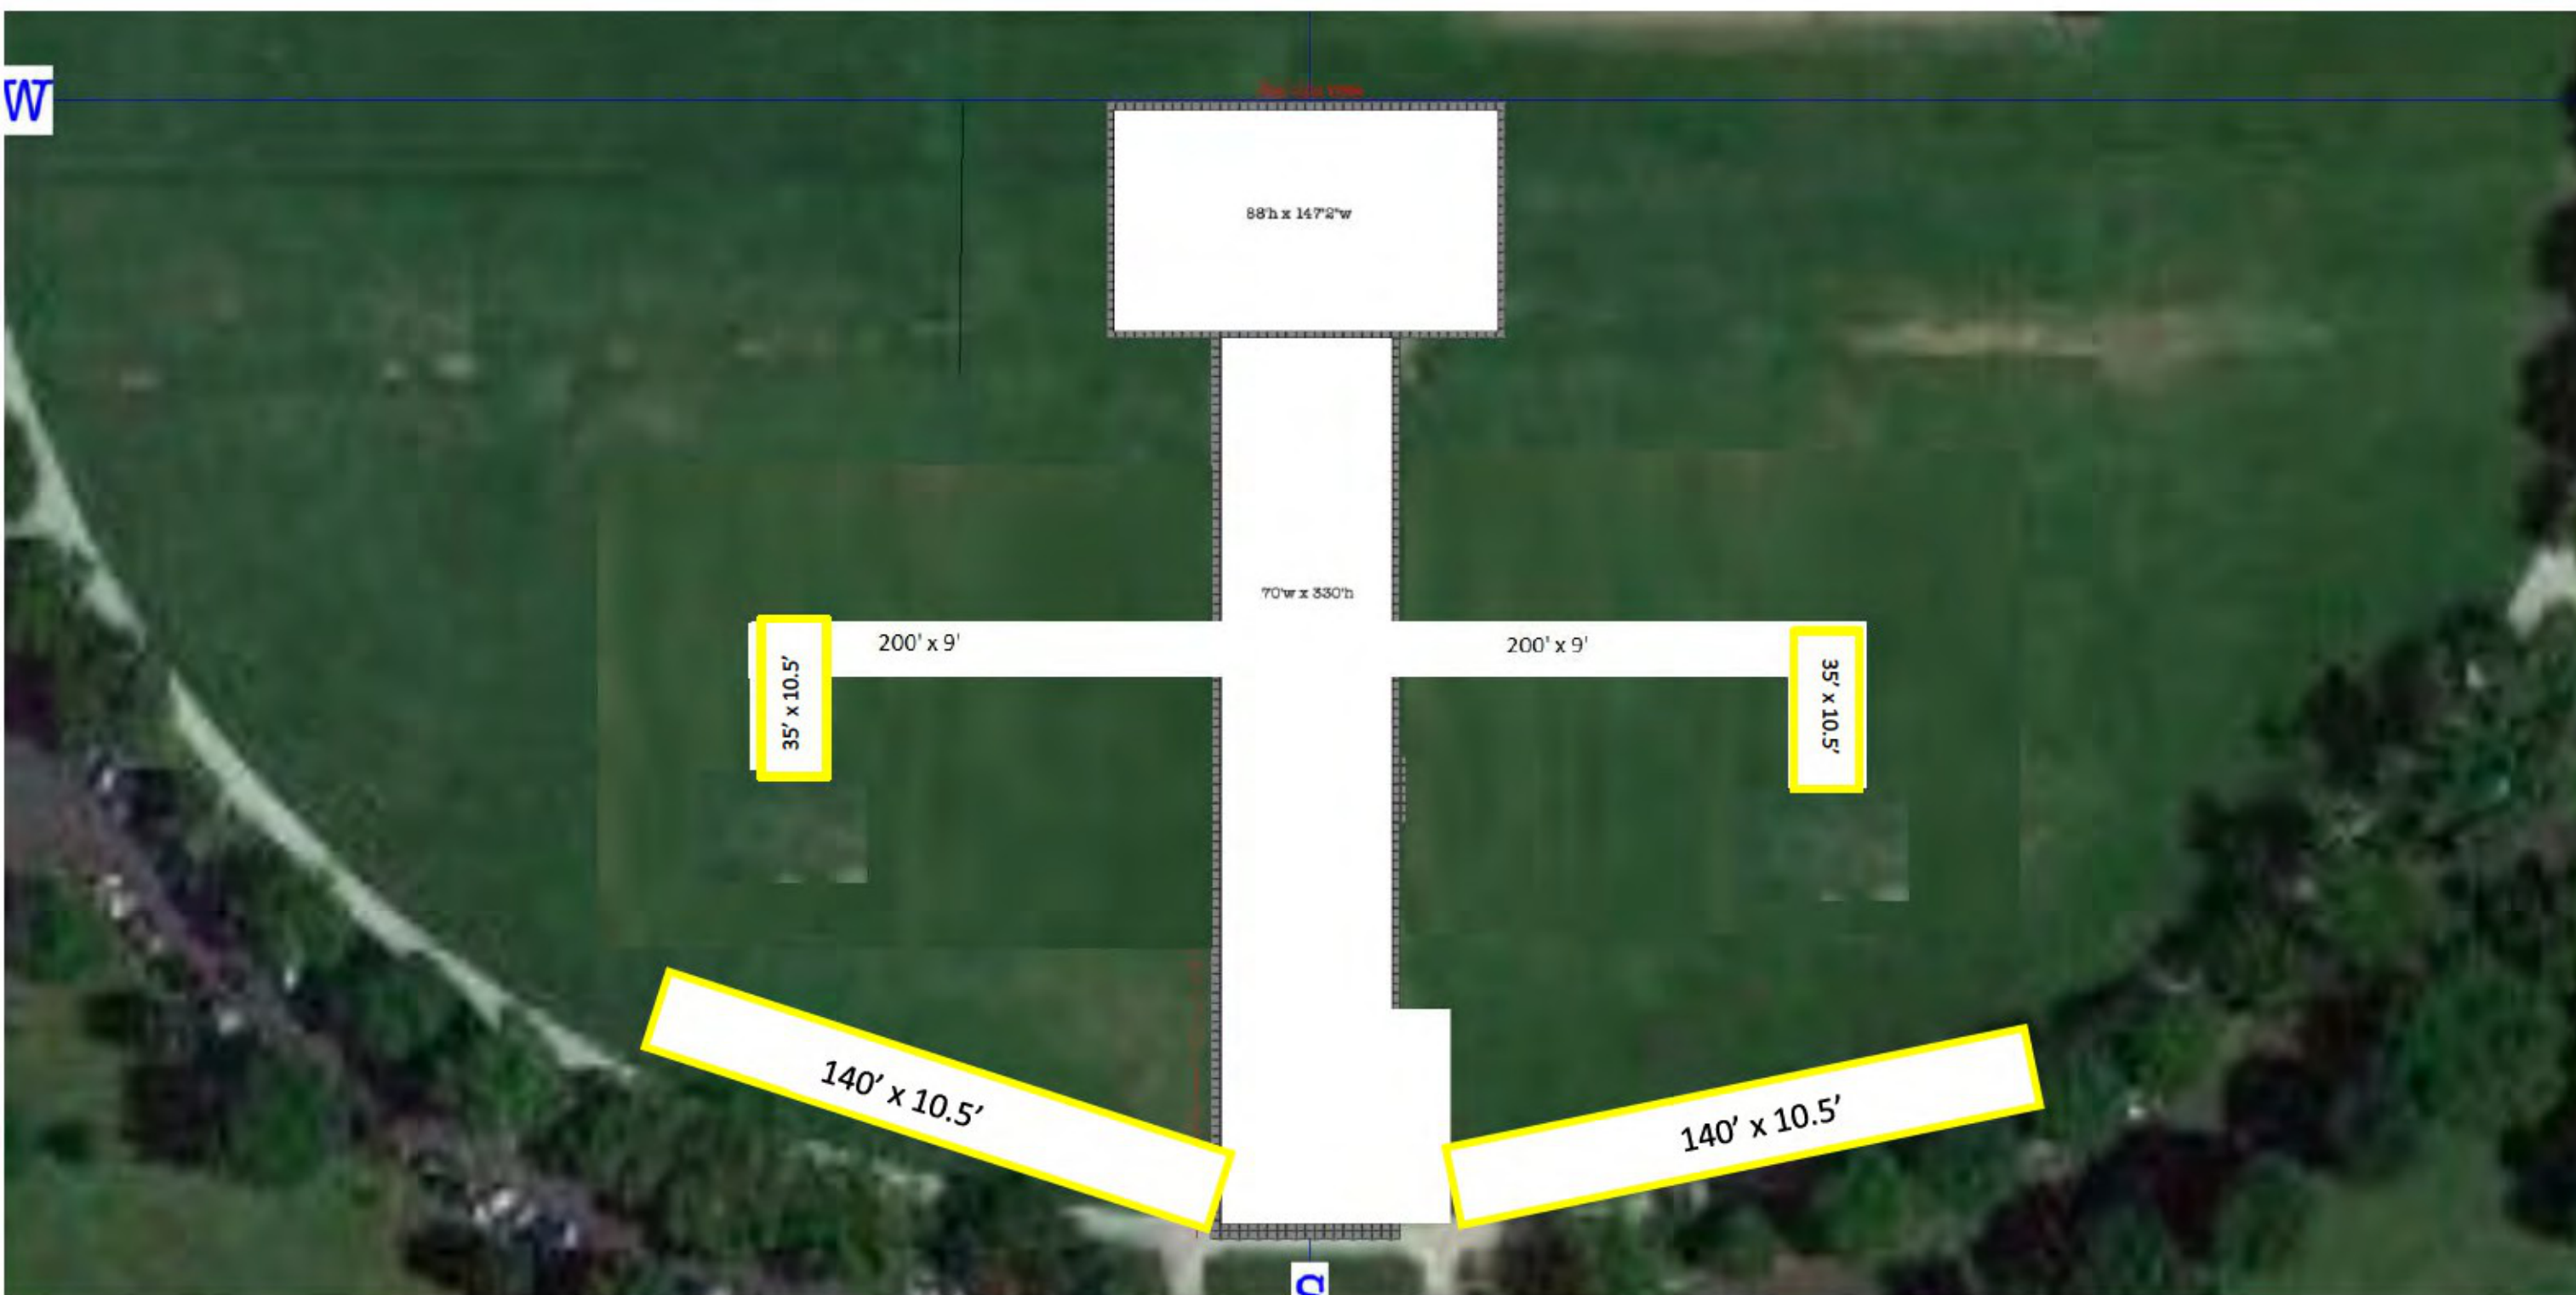 W
88'h x 147'2"w
70'w x 330'h
200' x 9'
200' x 9'
35' x 10.5'
35' x 10.5'
140' x 10.5'
140' x 10.5'
S